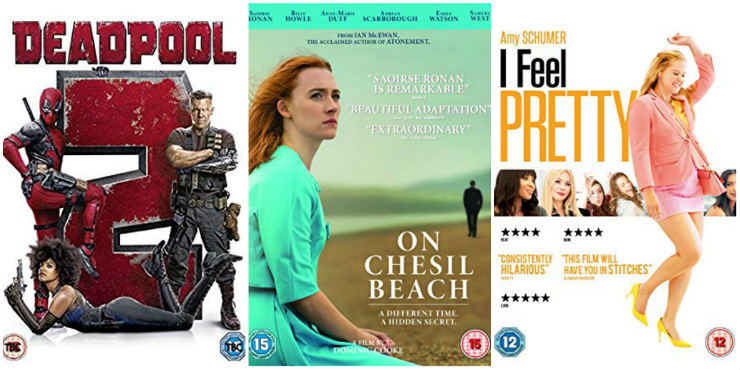 DEADPOOL
2
TBC
TBC
SAOIRSE RONAN
BILLY HOWLE
ANNE-MARIE DUFF
ADRIAN SCARBOROUGH
EMILY WATSON
SAMUEL WEST
FROM IAN McEWAN,
THE ACCLAIMED AUTHOR OF ATONEMENT.
"SAOIRSE RONAN
IS REMARKABLE"
"BEAUTIFUL ADAPTATION"
"EXTRAORDINARY"
ON
CHESIL
BEACH
A DIFFERENT TIME.
A HIDDEN SECRET.
A FILM BY
DOMINIC COOKE
15
15
Amy SCHUMER
I Feel
PRETTY
"CONSISTENTLY
HILARIOUS"
"THIS FILM WILL
HAVE YOU IN STITCHES"
12
12